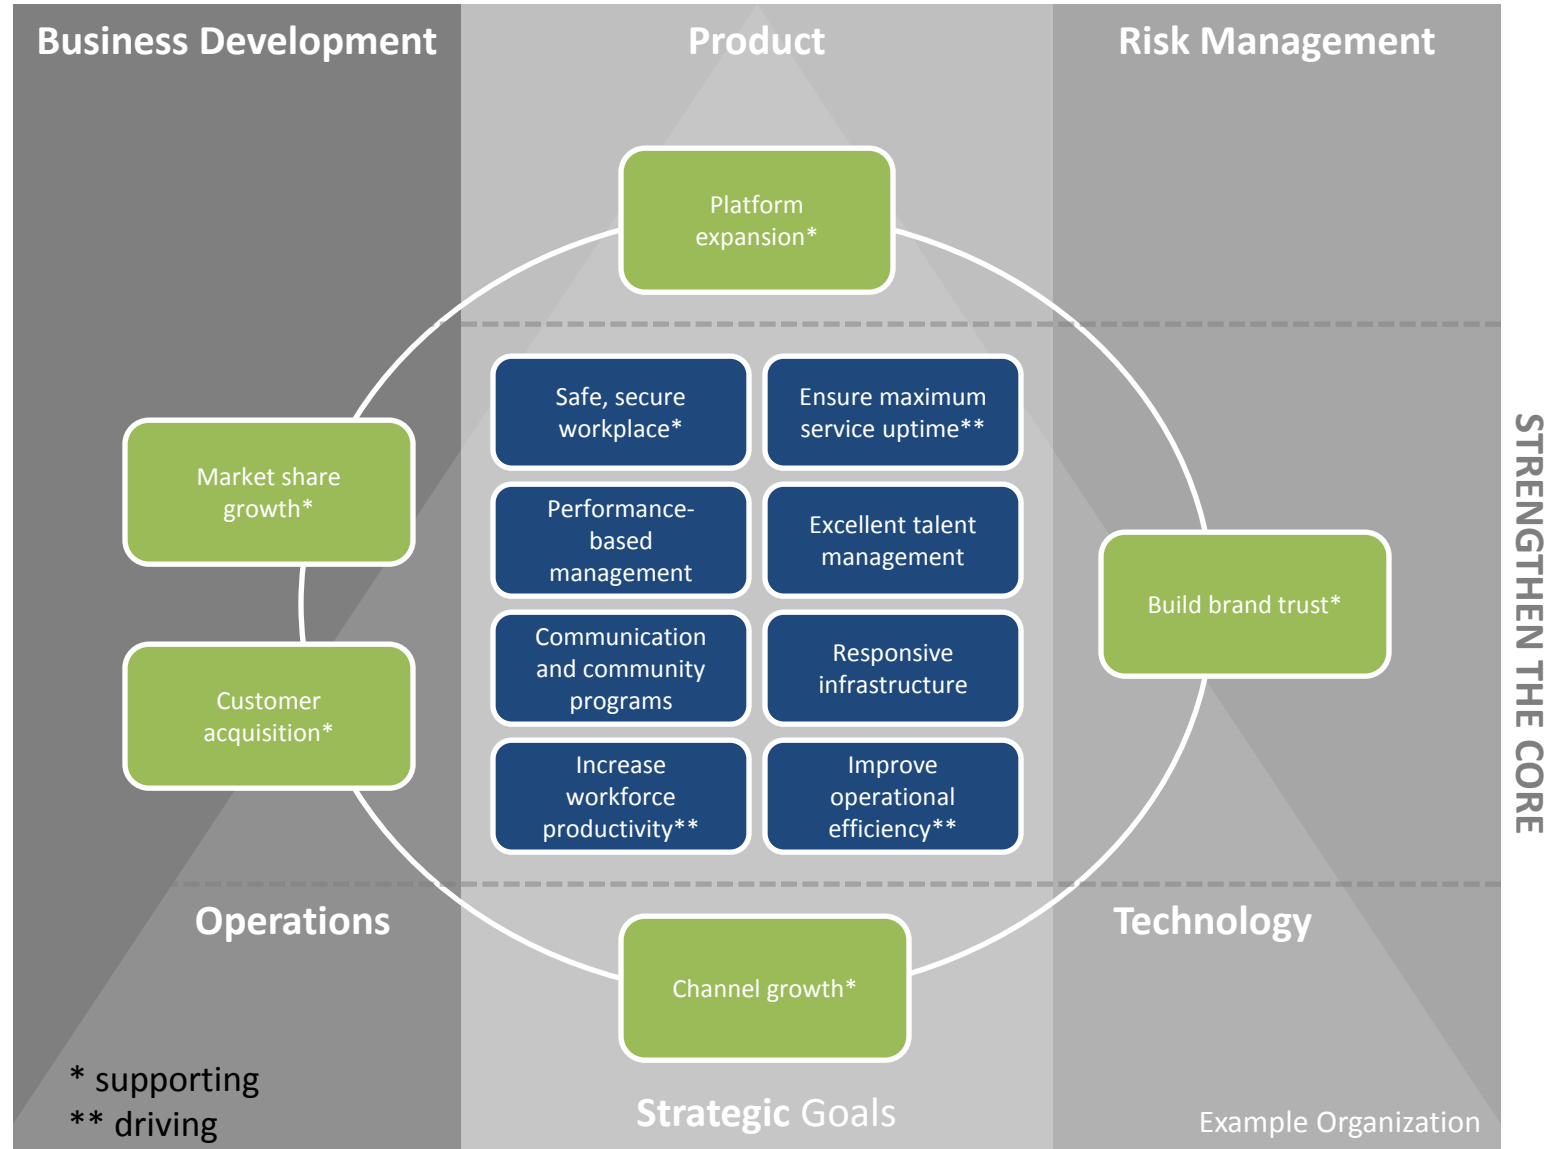 Business Development
Product
Risk Management
Platform
expansion*
Safe, secure
workplace*
Ensure maximum
service uptime**
Market share
growth*
Performance-
based
management
Excellent talent
management
Build brand trust*
Communication
and community
programs
Responsive
infrastructure
Customer
acquisition*
Increase
workforce
productivity**
Improve
operational
efficiency**
STRENGTHEN THE CORE
Operations
Technology
Channel growth*
* supporting
** driving
Strategic Goals
Example Organization